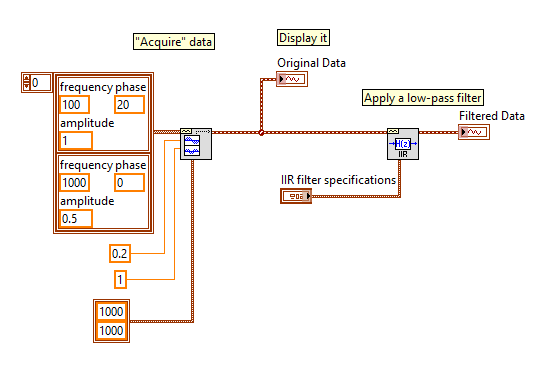 "Acquire" data
Display it
Original Data
0
frequency phase
100 20
amplitude
1
frequency phase
1000 0
amplitude
0.5
Apply a low-pass filter
Filtered Data
H(z)
IIR
IIR filter specifications
0.2
1
1000
1000